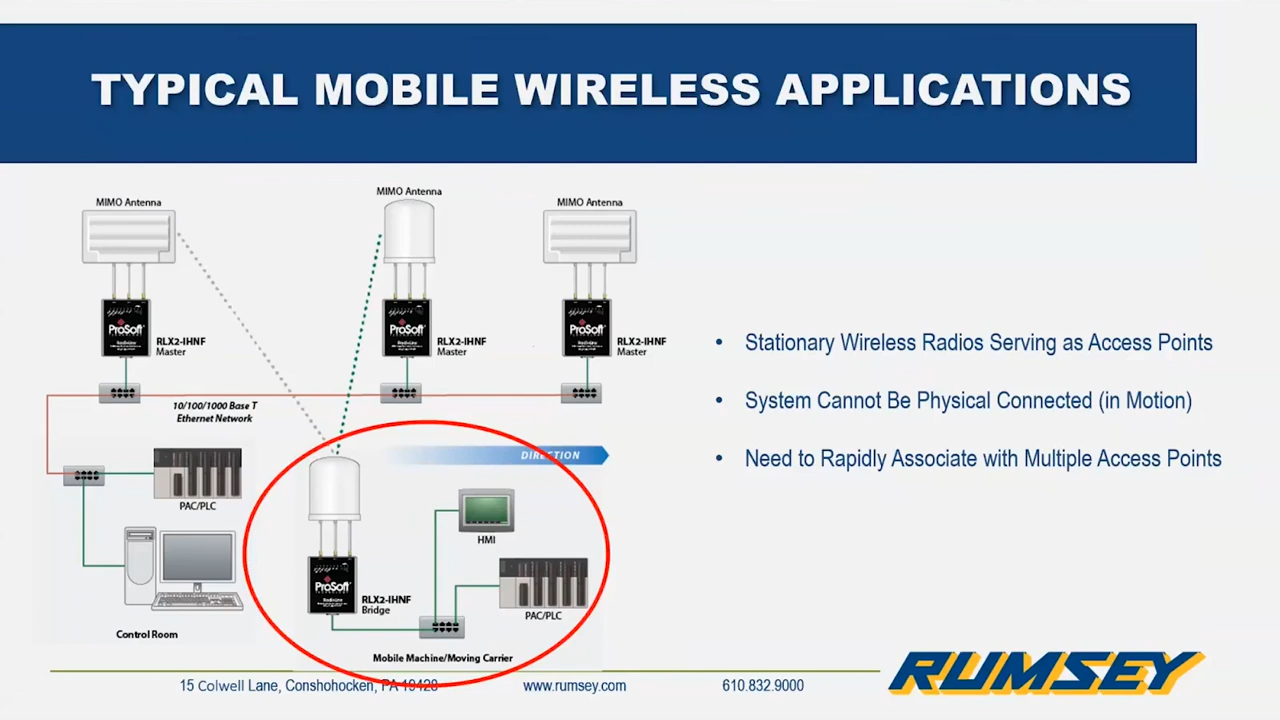 TYPICAL MOBILE WIRELESS APPLICATIONS
MIMO Antenna
MIMO Antenna
MIMO Antenna
ProSoft
RLX2-IHNF
Master
ProSoft
RLX2-IHNF
Master
ProSoft
RLX2-IHNF
Master
10/100/1000 Base T
Ethernet Network
PAC/PLC
Control Room
DIRECTION
HMI
ProSoft
RLX2-IHNF
Bridge
PAC/PLC
Mobile Machine/Moving Carrier
• Stationary Wireless Radios Serving as Access Points
• System Cannot Be Physical Connected (in Motion)
• Need to Rapidly Associate with Multiple Access Points
15 Colwell Lane, Conshohocken, PA 19428
www.rumsey.com
610.832.9000
RUMSEY